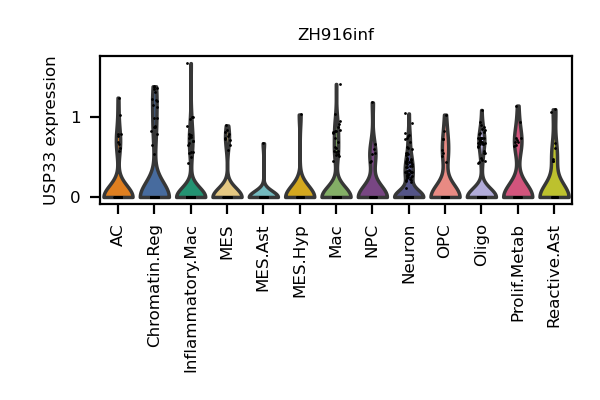 ZH916inf
USP33 expression
1
0
AC
Chromatin.Reg
Inflammatory.Mac
MES
MES.Ast
MES.Hyp
Mac
NPC
Neuron
OPC
Oligo
Prolif.Metab
Reactive.Ast